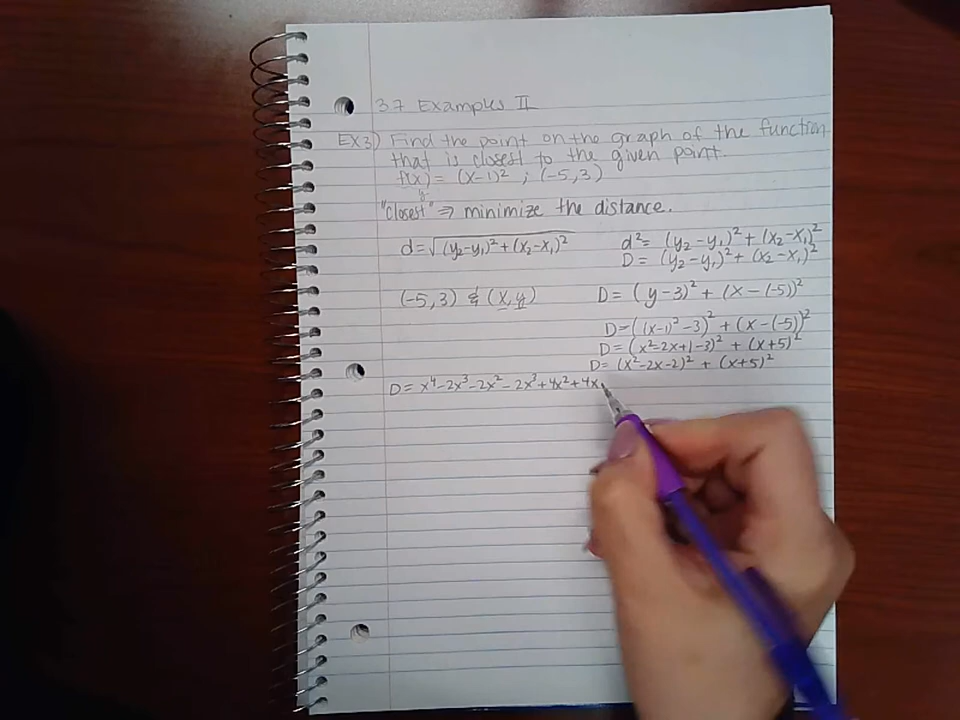 3.7 Examples II
EX 3) Find the point on the graph of the function
that is closest to the given point.
f(x) = (x-1)² ; (-5,3)
y
"closest" ⇒ minimize the distance.
d = √(y₂-y₁)² + (x₂-x₁)²
d² = (y₂-y₁)² + (x₂-x₁)²
D = (y₂-y₁)² + (x₂-x₁)²
(-5,3) & (x,y)
D = (y-3)² + (x-(-5))²
D = ((x-1)²-3)² + (x-(-5))²
D = (x²-2x+1-3)² + (x+5)²
D = (x²-2x-2)² + (x+5)²
D = x⁴-2x³-2x²-2x³+4x²+4x